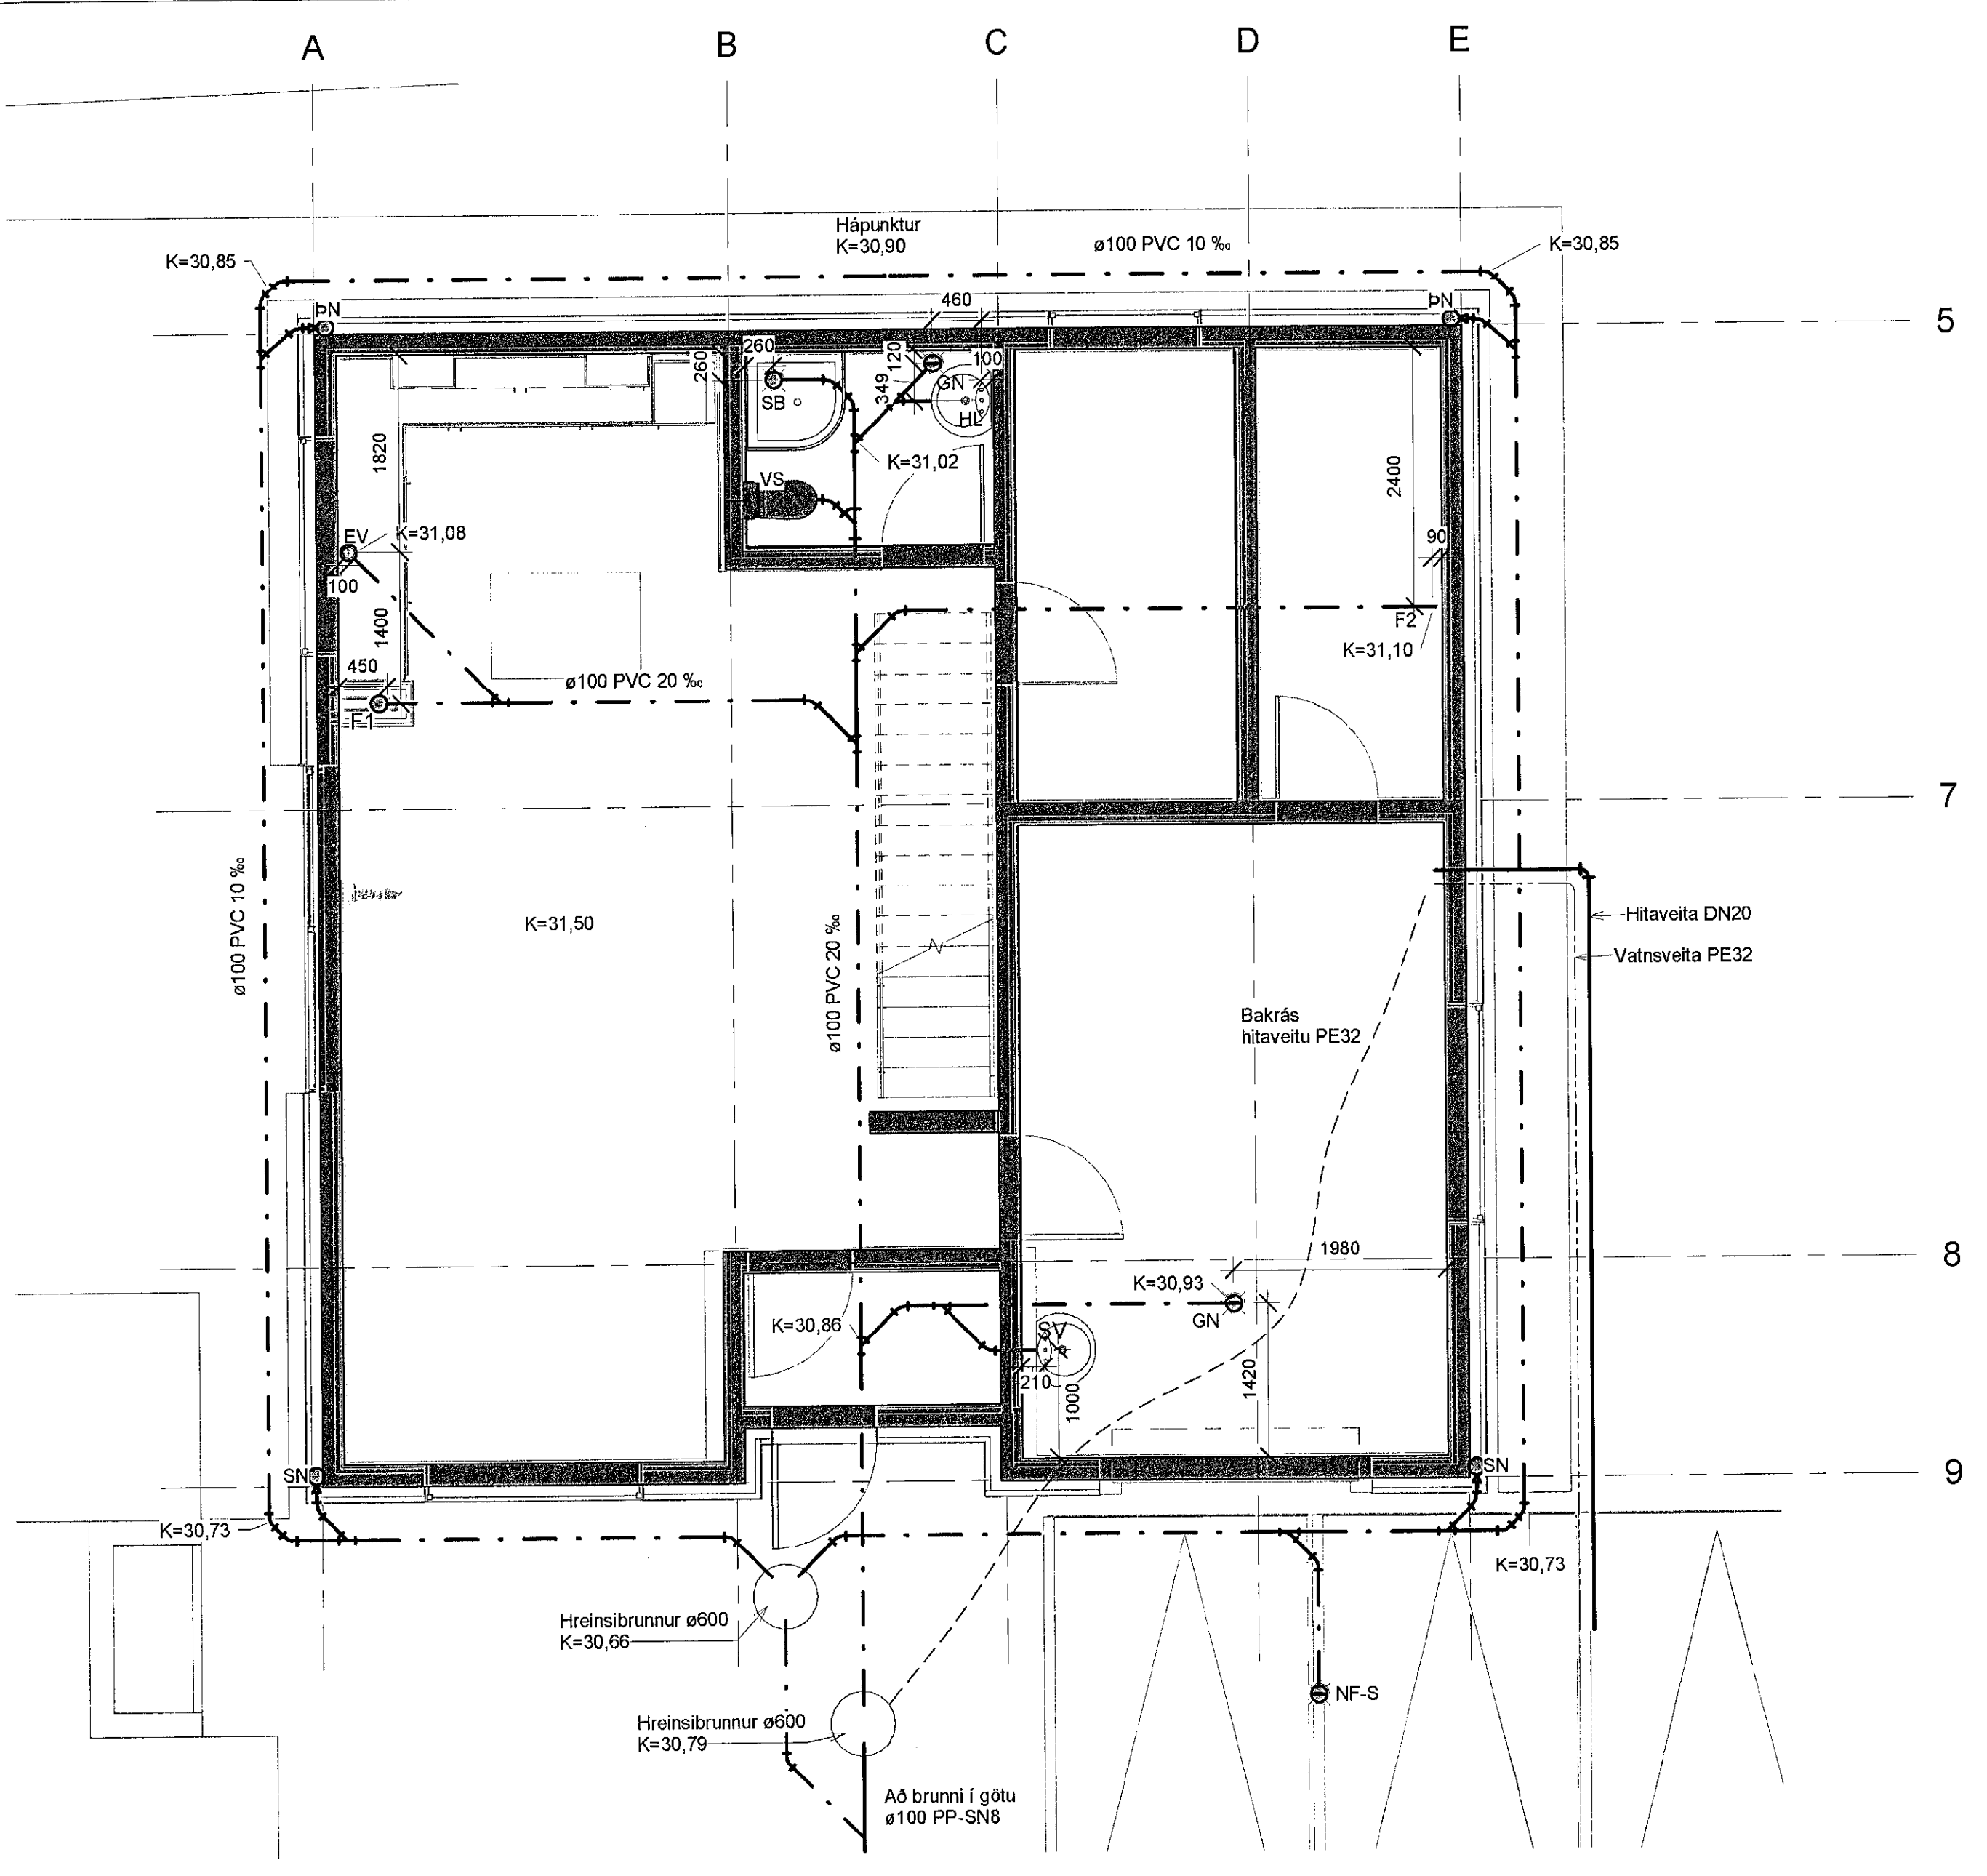 A
B
C
D
E
Hápunktur
K=30,90
ø100 PVC 10 ‰
K=30,85
K=30,85
ÞN
460
ÞN
5
260
260
120
100
349
GN
SB
HL
K=31,02
VS
1820
2400
EV
K=31,08
90
100
1400
F2
K=31,10
450
ø100 PVC 20 ‰
F1
7
ø100 PVC 10 ‰
K=31,50
ø100 PVC 20 ‰
Hitaveita DN20
Vatnsveita PE32
Bakrás
hitaveitu PE32
1980
8
K=30,93
GN
K=30,86
SV
210
1000
1420
SN
SN
9
K=30,73
K=30,73
Hreinsibrunnur ø600
K=30,66
NF-S
Hreinsibrunnur ø600
K=30,79
Að brunni í götu
ø100 PP-SN8